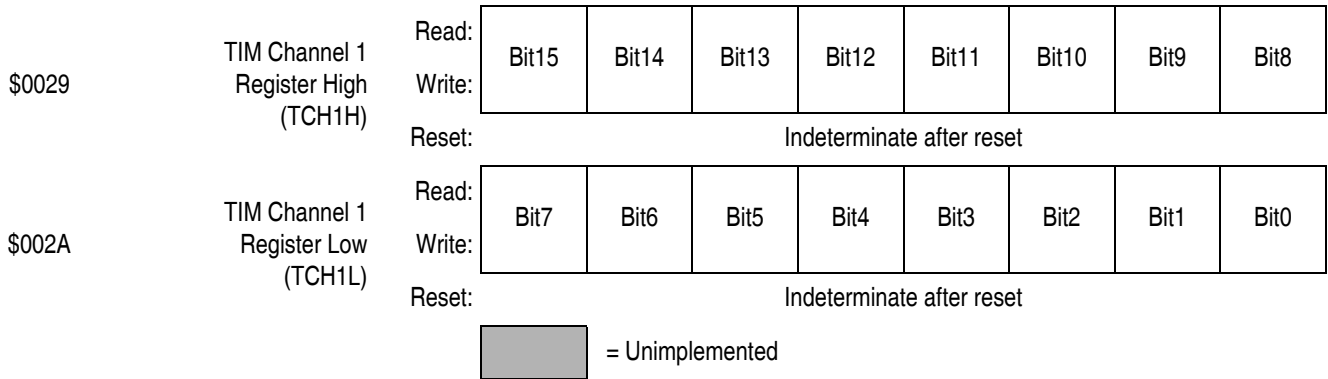 $0029
TIM Channel 1
Register High
(TCH1H)
Read:
Write:
Reset:
Bit15 Bit14 Bit13 Bit12 Bit11 Bit10 Bit9 Bit8
Indeterminate after reset
$002A
TIM Channel 1
Register Low
(TCH1L)
Read:
Write:
Reset:
Bit7 Bit6 Bit5 Bit4 Bit3 Bit2 Bit1 Bit0
Indeterminate after reset
= Unimplemented